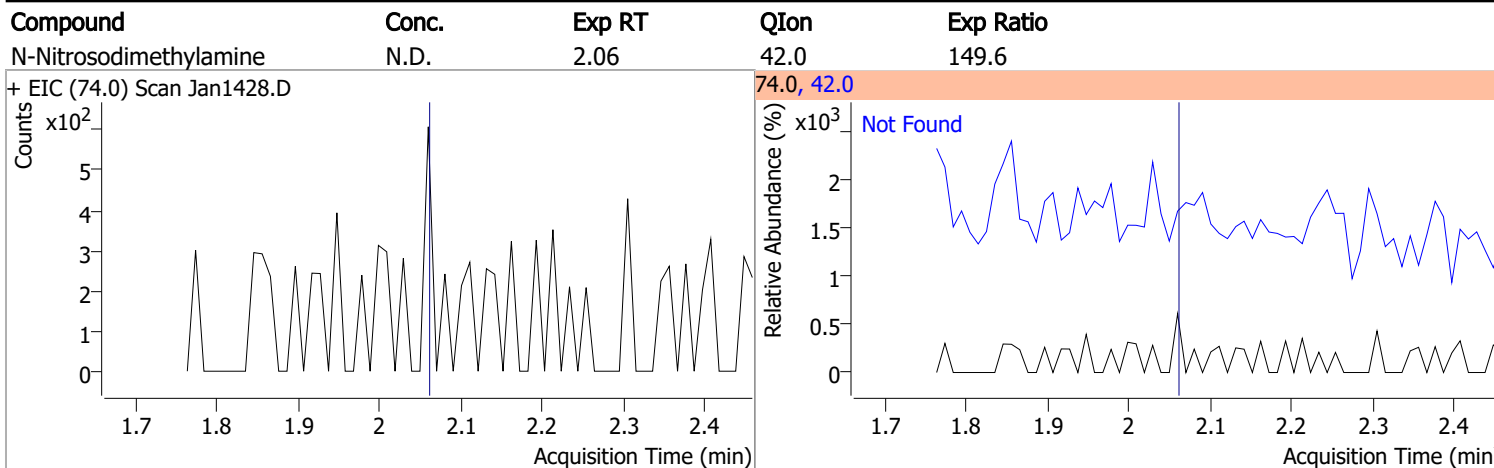 Compound Conc. Exp RT QIon Exp Ratio
N-Nitrosodimethylamine N.D. 2.06 42.0 149.6
+ EIC (74.0) Scan Jan1428.D
Counts
x10²
5
4
3
2
1
0
1.7 1.8 1.9 2 2.1 2.2 2.3 2.4
Acquisition Time (min)
74.0, 42.0
Relative Abundance (%)
x10³
Not Found
2
1.5
1
0.5
0
1.7 1.8 1.9 2 2.1 2.2 2.3 2.4
Acquisition Time (min